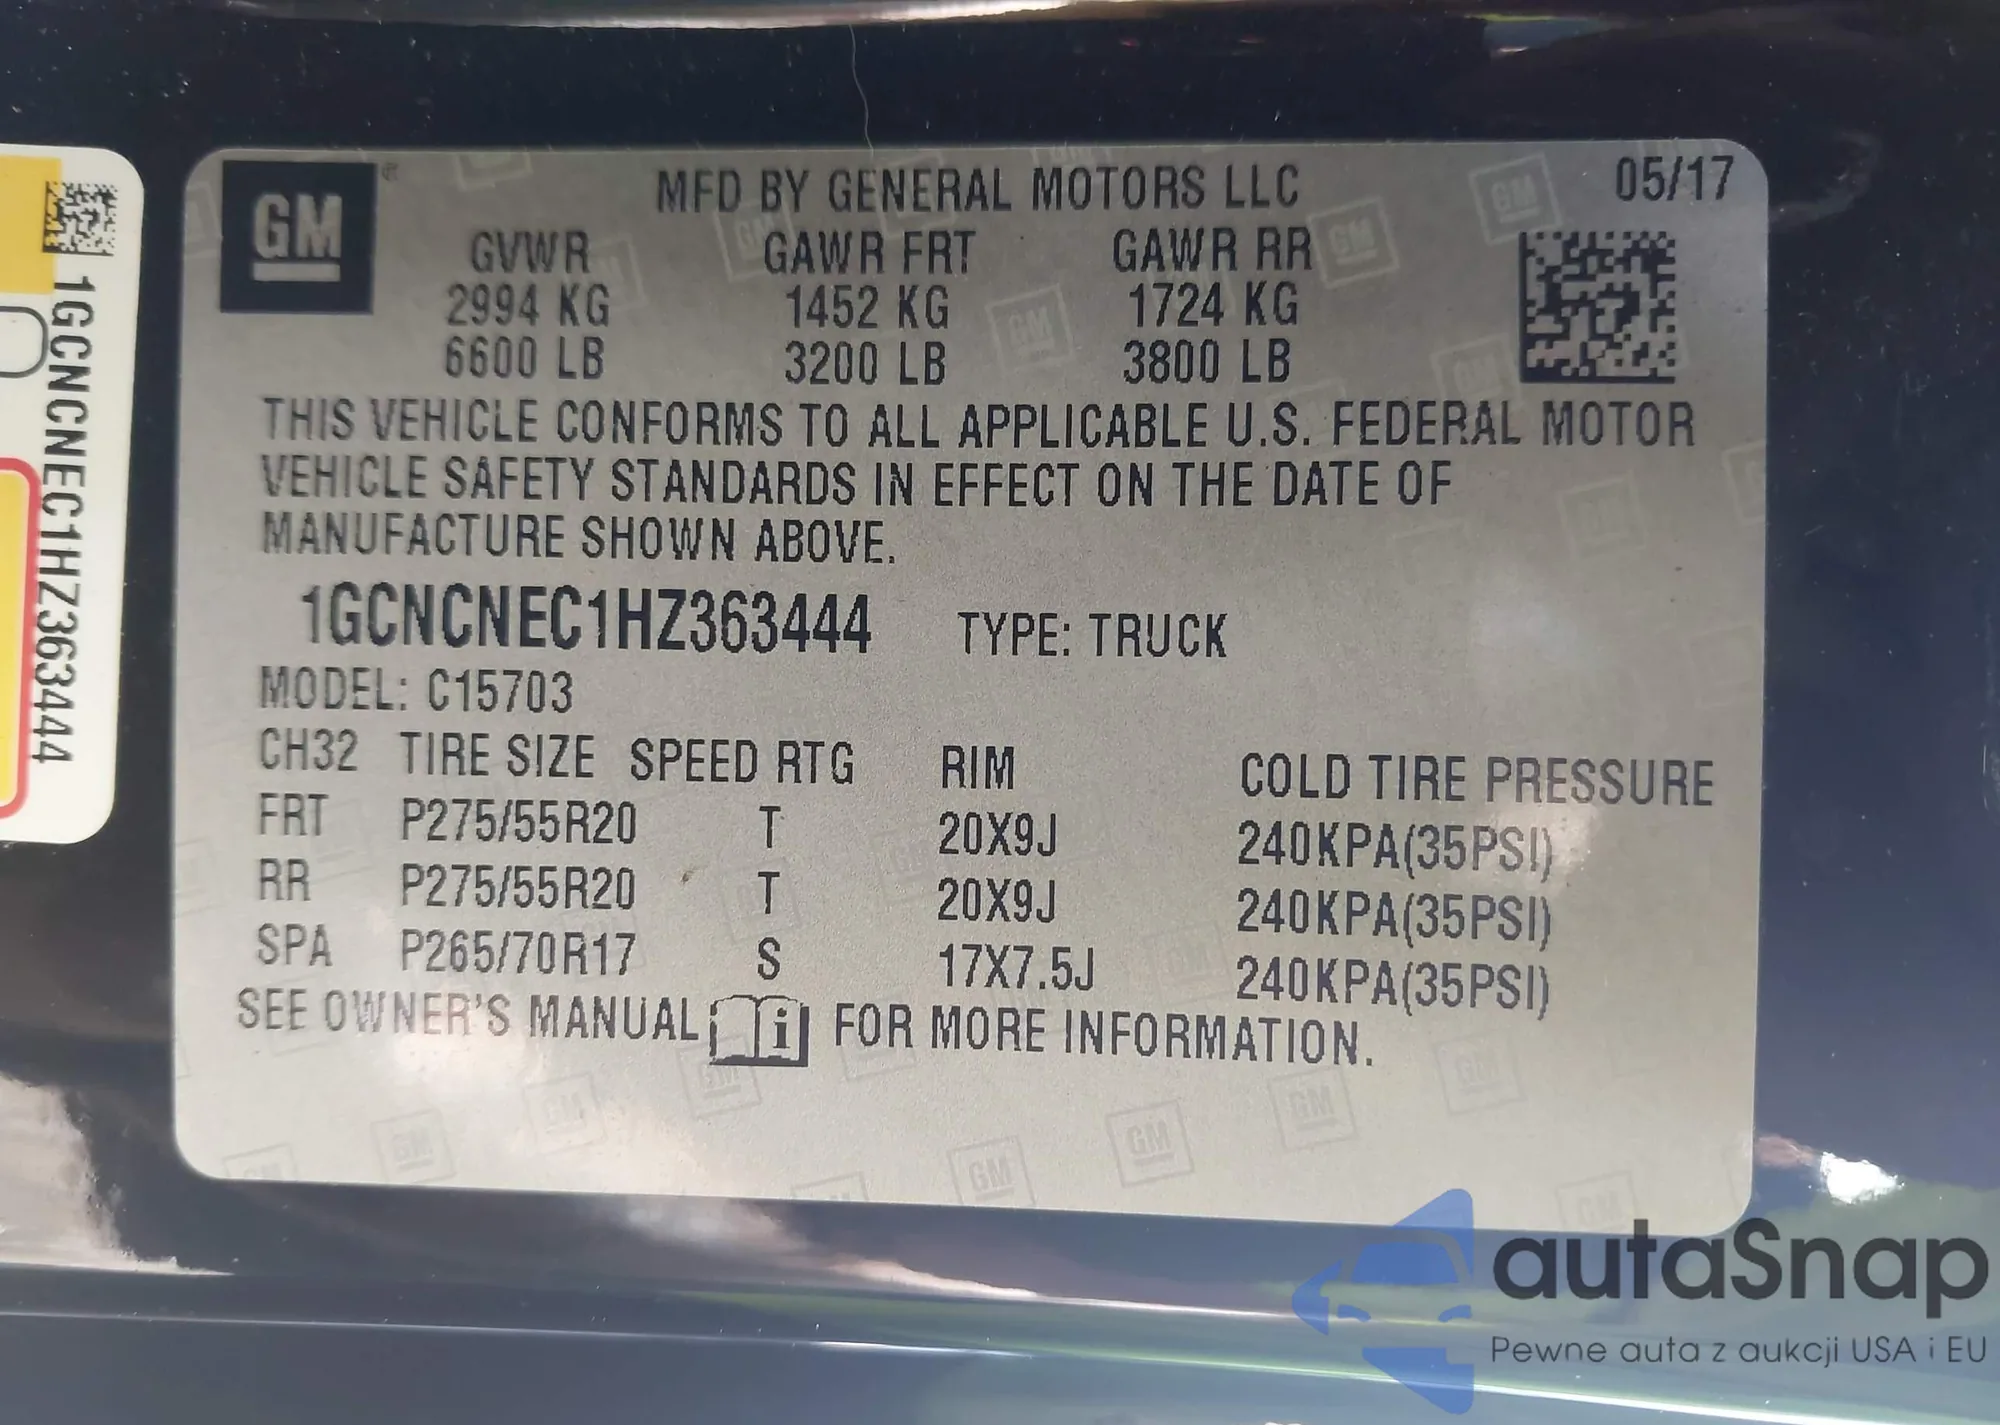 GM
MFD BY GENERAL MOTORS LLC 05/17
GVWR GAWR FRT GAWR RR
2994 KG 1452 KG 1724 KG
6600 LB 3200 LB 3800 LB
THIS VEHICLE CONFORMS TO ALL APPLICABLE U.S. FEDERAL MOTOR
VEHICLE SAFETY STANDARDS IN EFFECT ON THE DATE OF
MANUFACTURE SHOWN ABOVE.
1GCNCNEC1HZ363444 TYPE: TRUCK
MODEL: C15703
CH32 TIRE SIZE SPEED RTG RIM COLD TIRE PRESSURE
FRT P275/55R20 T 20X9J 240KPA(35PSI)
RR P275/55R20 T 20X9J 240KPA(35PSI)
SPA P265/70R17 S 17X7.5J 240KPA(35PSI)
SEE OWNER'S MANUAL i FOR MORE INFORMATION.
1GCNCNEC1HZ363444
autaSnap
Pewne auta z aukcji USA i EU